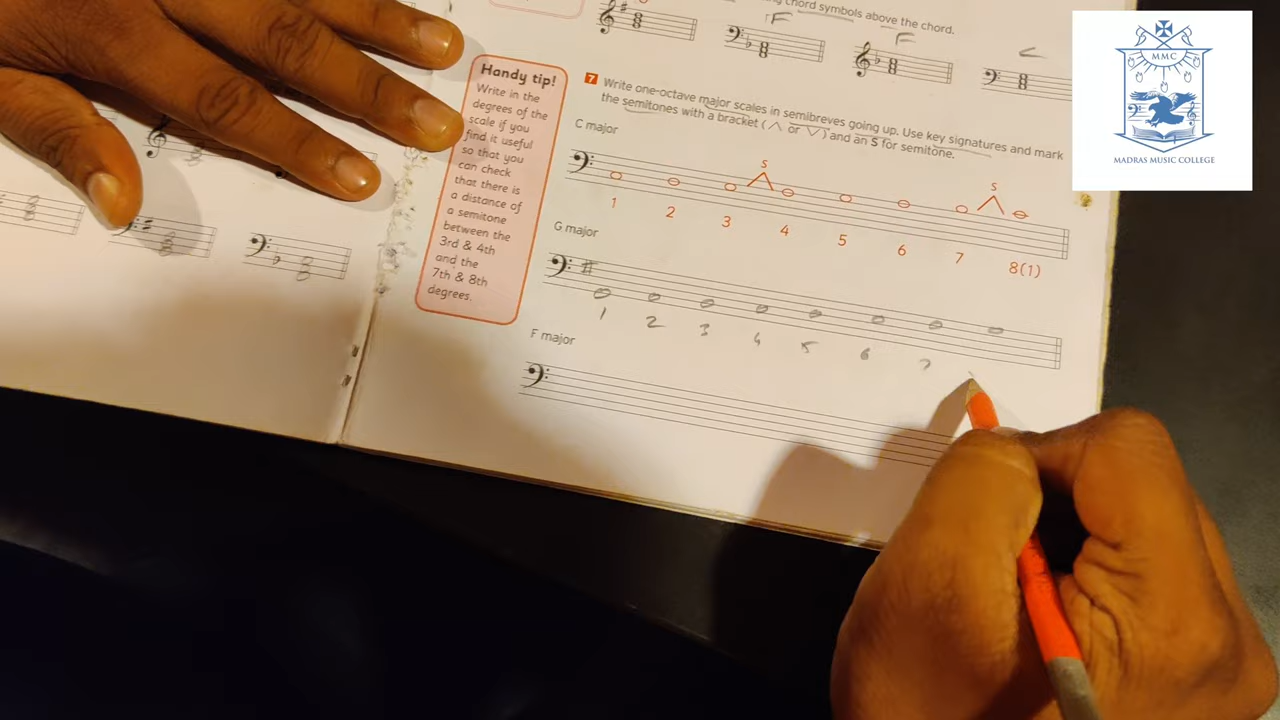 chord symbols above the chord.
F
F
C
Handy tip!
Write in the
degrees of the
scale if you
find it useful
so that you
can check
that there is
a distance of
a semitone
between the
3rd & 4th
and the
7th & 8th
degrees.
7 Write one-octave major scales in semibreves going up. Use key signatures and mark
the semitones with a bracket (∧ or ∨) and an S for semitone.
C major
S S
1 2 3 4 5 6 7 8(1)
G major
1 2 3 4 5 6 7
F major
MMC
MADRAS MUSIC COLLEGE